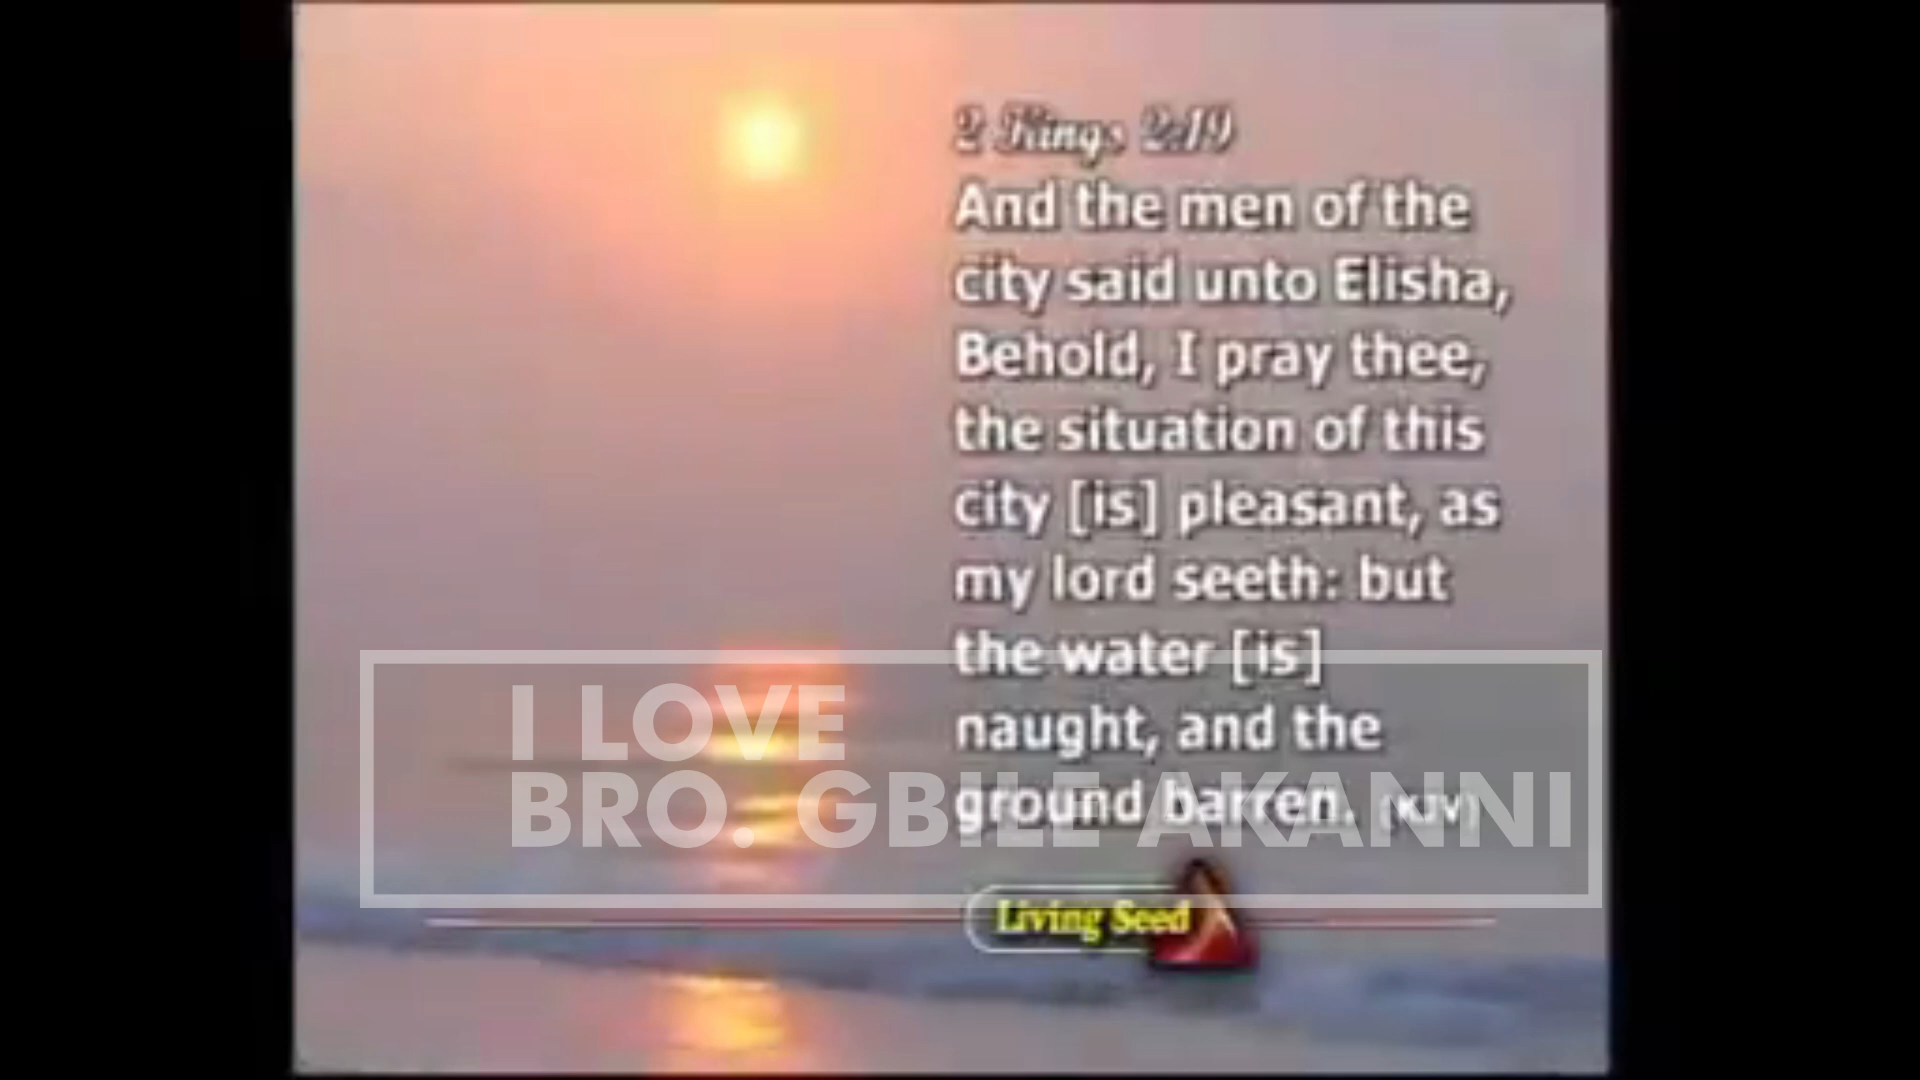 2 Kings 2:19
And the men of the
city said unto Elisha,
Behold, I pray thee,
the situation of this
city [is] pleasant, as
my lord seeth: but
the water [is]
naught, and the
ground barren. (KJV)
I LOVE
BRO. GBILE AKANNI
Living Seed